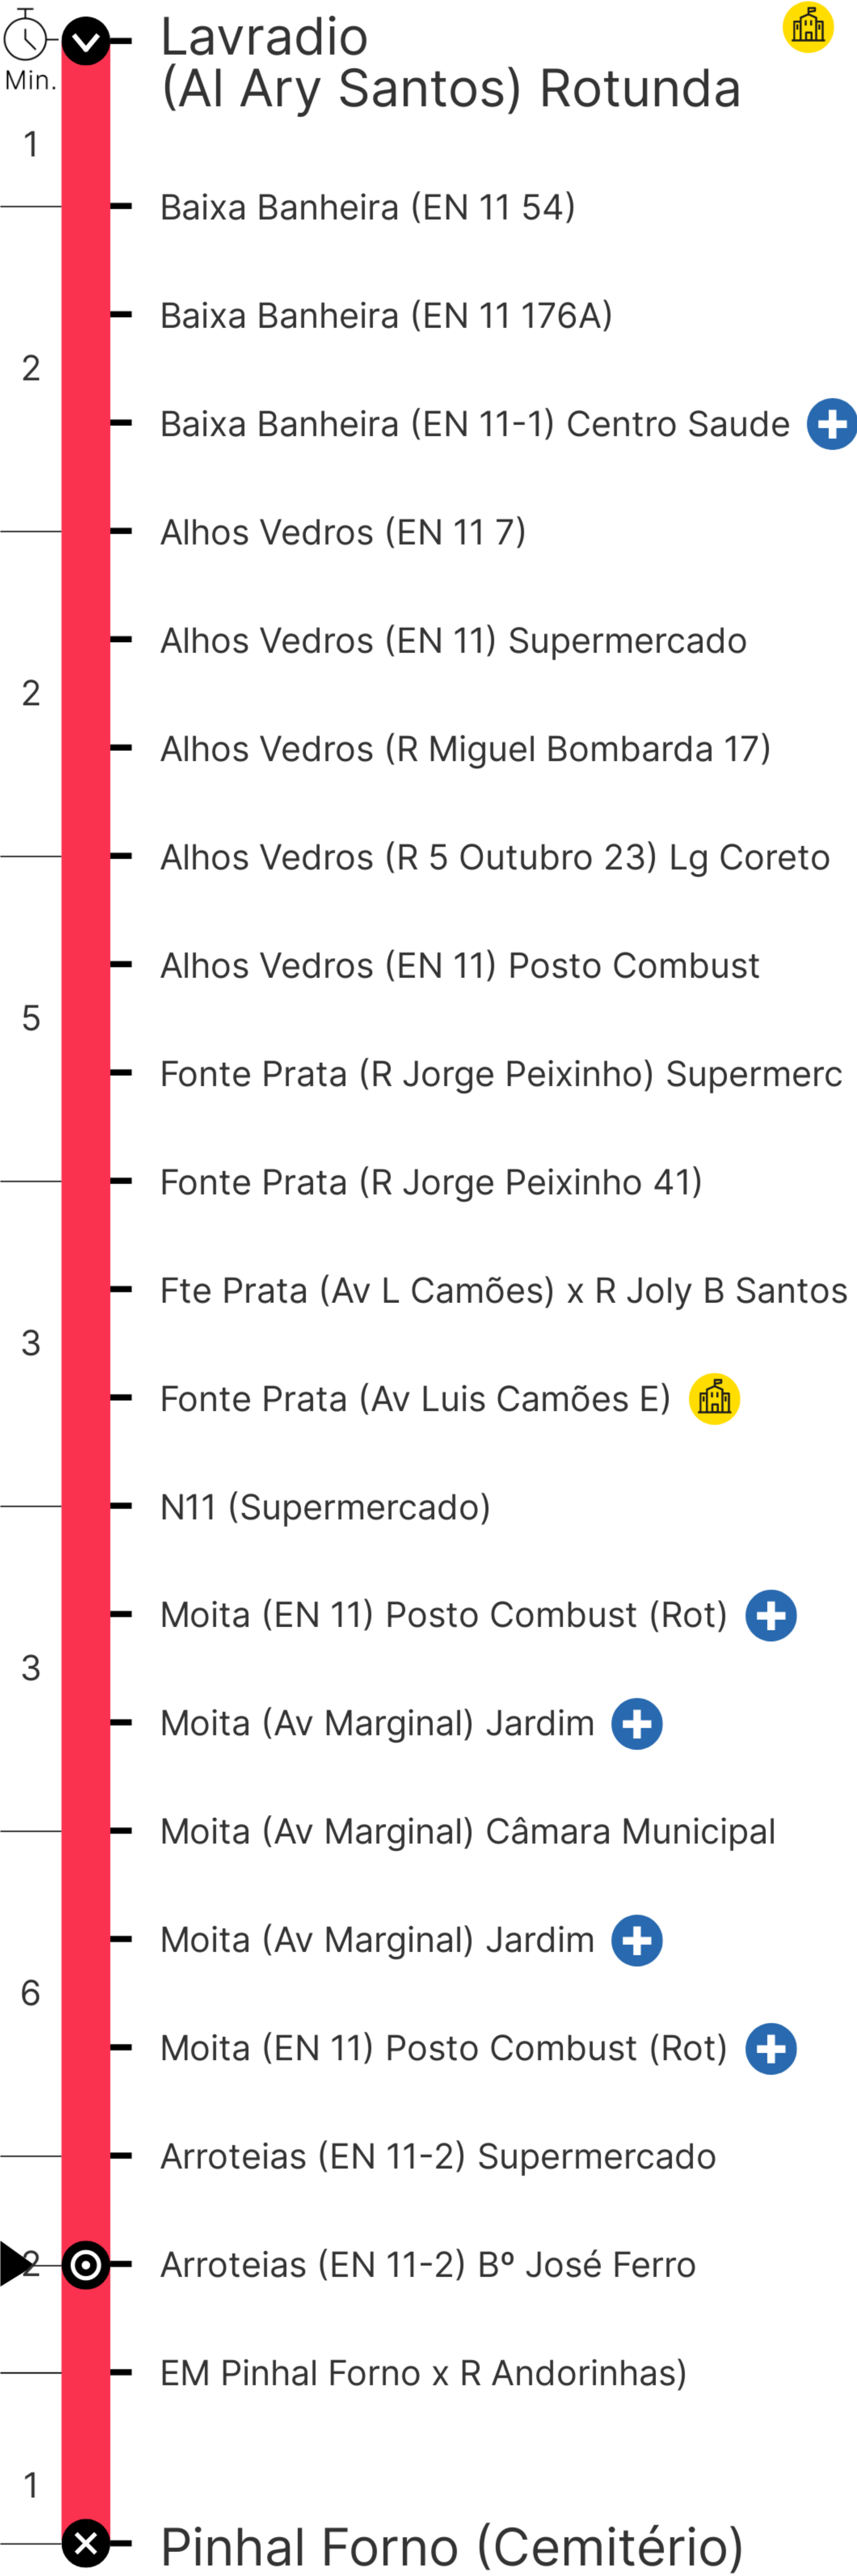 Lavradio
(Al Ary Santos) Rotunda
Min.
1
Baixa Banheira (EN 11 54)
Baixa Banheira (EN 11 176A)
2
Baixa Banheira (EN 11-1) Centro Saude
Alhos Vedros (EN 11 7)
Alhos Vedros (EN 11) Supermercado
2
Alhos Vedros (R Miguel Bombarda 17)
Alhos Vedros (R 5 Outubro 23) Lg Coreto
Alhos Vedros (EN 11) Posto Combust
5
Fonte Prata (R Jorge Peixinho) Supermerc
Fonte Prata (R Jorge Peixinho 41)
Fte Prata (Av L Camões) x R Joly B Santos
3
Fonte Prata (Av Luis Camões E)
N11 (Supermercado)
Moita (EN 11) Posto Combust (Rot)
3
Moita (Av Marginal) Jardim
Moita (Av Marginal) Câmara Municipal
Moita (Av Marginal) Jardim
6
Moita (EN 11) Posto Combust (Rot)
Arroteias (EN 11-2) Supermercado
2
Arroteias (EN 11-2) Bº José Ferro
EM Pinhal Forno x R Andorinhas)
1
Pinhal Forno (Cemitério)